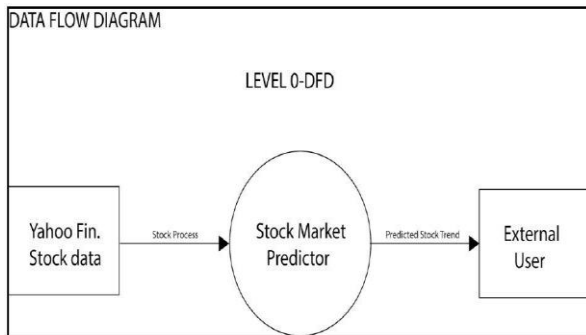 DATA FLOW DIAGRAM
LEVEL 0-DFD
Yahoo Fin.
Stock data
Stock Process
Stock Market
Predictor
Predicted Stock Trend
External
User